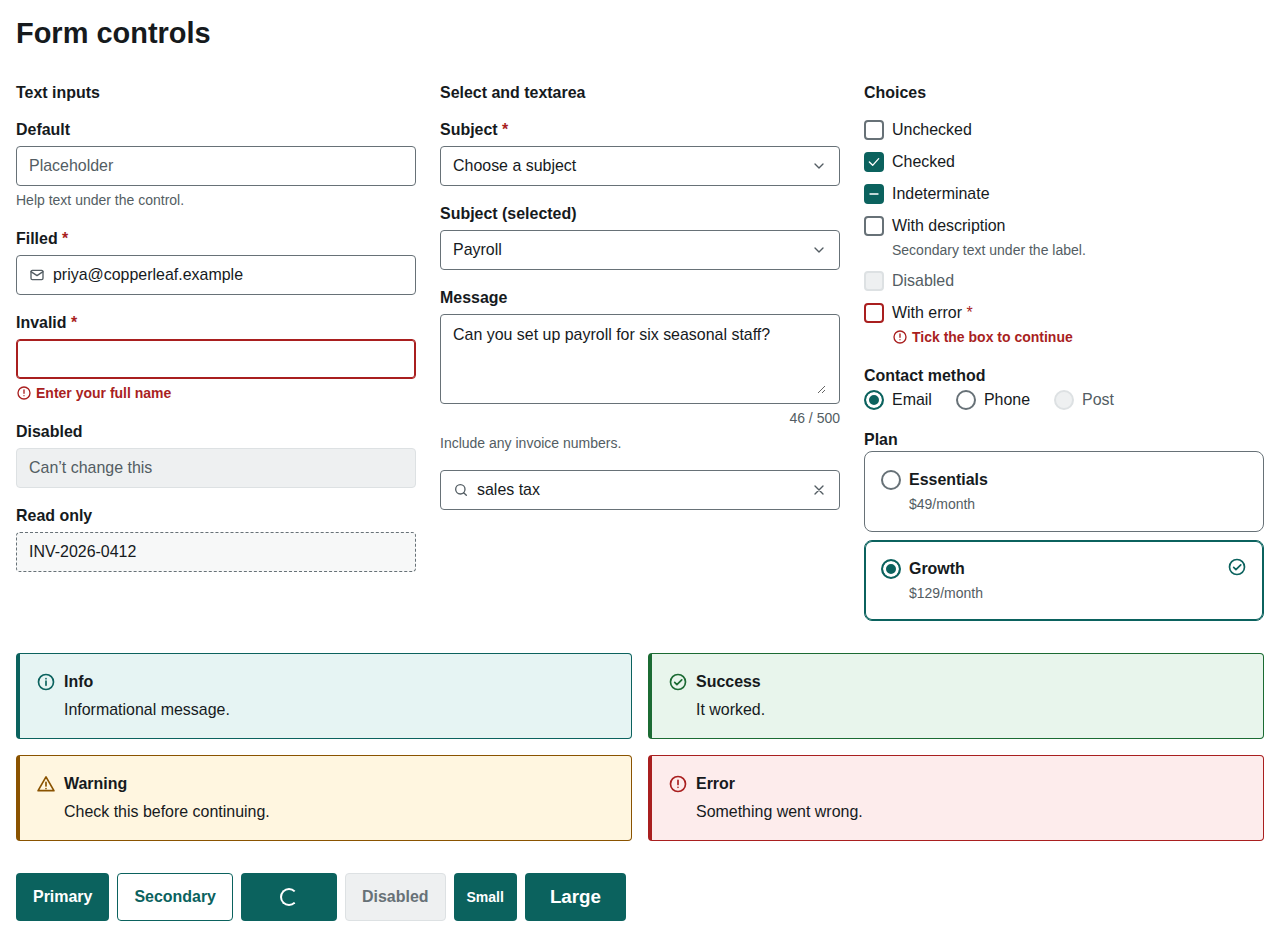 Form controls
Text inputs
Default
Placeholder
Help text under the control.
Filled *
priya@copperleaf.example
Invalid *
Enter your full name
Disabled
Can’t change this
Read only
INV-2026-0412
Select and textarea
Subject *
Choose a subject
Subject (selected)
Payroll
Message
Can you set up payroll for six seasonal staff?
46 / 500
Include any invoice numbers.
sales tax
Choices
Unchecked
Checked
Indeterminate
With description
Secondary text under the label.
Disabled
With error *
Tick the box to continue
Contact method
Email Phone Post
Plan
Essentials
$49/month
Growth
$129/month
Info
Informational message.
Success
It worked.
Warning
Check this before continuing.
Error
Something went wrong.
Primary Secondary Disabled Small Large